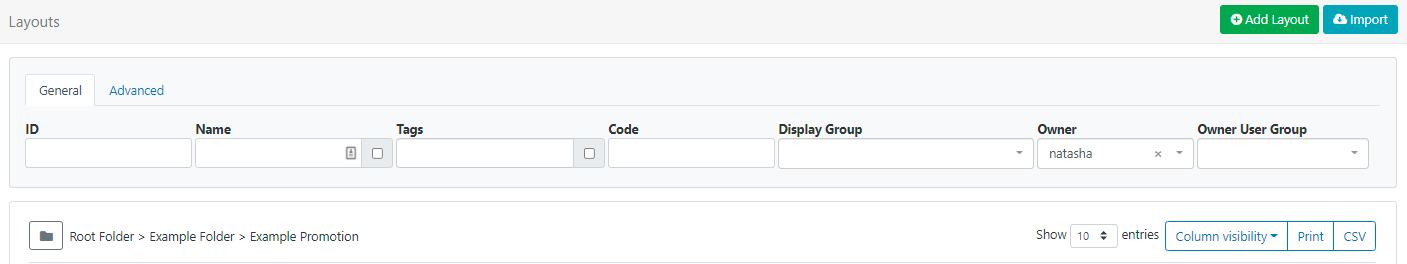 Layouts
Add Layout
Import
General
Advanced
ID
Name
Tags
Code
Display Group
Owner
Owner User Group
natasha
×
Root Folder > Example Folder > Example Promotion
Show 10 entries
Column visibility
Print
CSV